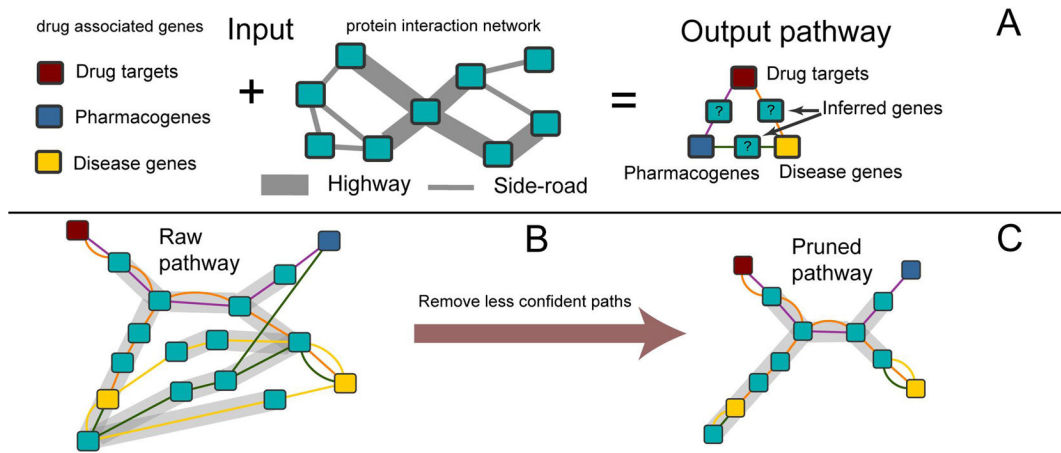 drug associated genes
Input
protein interaction network
Output pathway
A
Drug targets
Pharmacogenes
Disease genes
+
=
Highway
Side-road
Drug targets
?
?
Inferred genes
?
Pharmacogenes
Disease genes
Raw
pathway
B
Remove less confident paths
C
Pruned
pathway